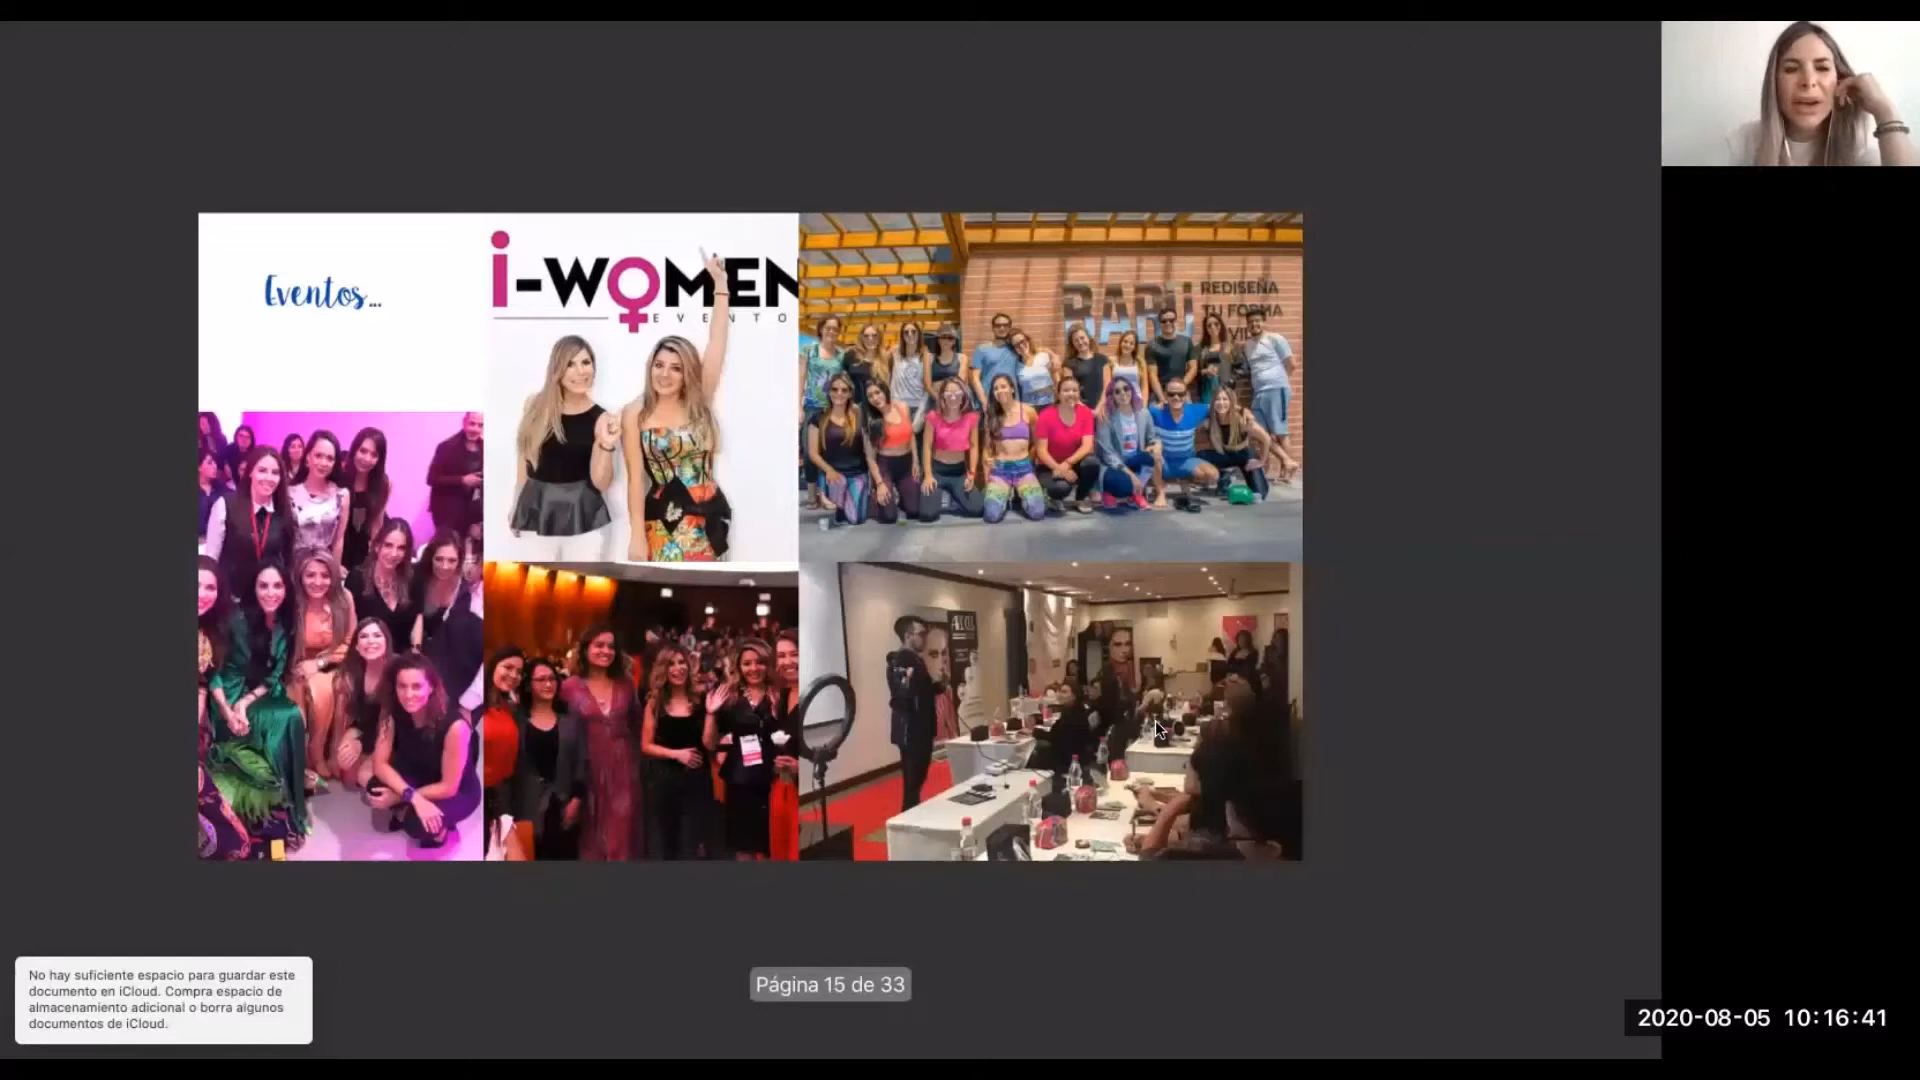 Eventos...
i-WOMEN
EVENTO
BARÚ
REDISEÑA
TU FORMA
No hay suficiente espacio para guardar este
documento en iCloud. Compra espacio de
almacenamiento adicional o borra algunos
documentos de iCloud.
Página 15 de 33
2020-08-05 10:16:41